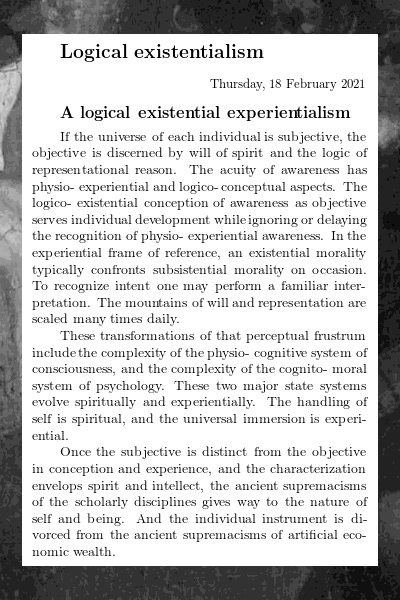 Logical existentialism
Thursday, 18 February 2021
A logical existential experientialism
If the universe of each individual is subjective, the
objective is discerned by will of spirit and the logic of
representational reason. The acuity of awareness has
physio- experiential and logico- conceptual aspects. The
logico- existential conception of awareness as objective
serves individual development while ignoring or delaying
the recognition of physio- experiential awareness. In the
experiential frame of reference, an existential morality
typically confronts subsistential morality on occasion.
To recognize intent one may perform a familiar inter-
pretation. The mountains of will and representation are
scaled many times daily.
These transformations of that perceptual frustrum
include the complexity of the physio- cognitive system of
consciousness, and the complexity of the cognito- moral
system of psychology. These two major state systems
evolve spiritually and experientially. The handling of
self is spiritual, and the universal immersion is experi-
ential.
Once the subjective is distinct from the objective
in conception and experience, and the characterization
envelops spirit and intellect, the ancient supremacisms
of the scholarly disciplines gives way to the nature of
self and being. And the individual instrument is di-
vorced from the ancient supremacisms of artificial eco-
nomic wealth.